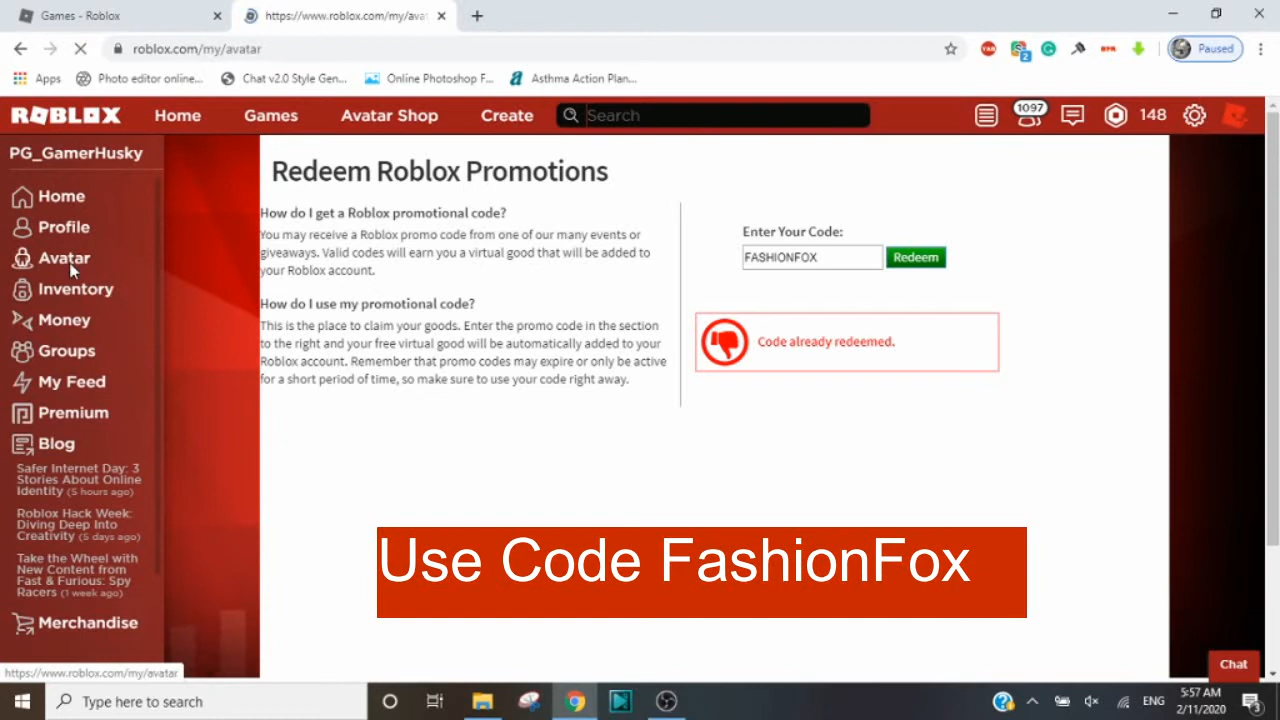 Games - Roblox
https://www.roblox.com/my/ava
roblox.com/my/avatar
Paused
Apps
Photo editor online...
Chat v2.0 Style Gen...
Online Photoshop F...
Asthma Action Plan...
ROBLOX
Home
Games
Avatar Shop
Create
Search
1097
148
PG_GamerHusky
Home
Profile
Avatar
Inventory
Money
Groups
My Feed
Premium
Blog
Safer Internet Day: 3
Stories About Online
Identity (5 hours ago)
Roblox Hack Week:
Diving Deep Into
Creativity (5 days ago)
Take the Wheel with
New Content from
Fast & Furious: Spy
Racers (1 week ago)
Merchandise
Redeem Roblox Promotions
How do I get a Roblox promotional code?
You may receive a Roblox promo code from one of our many events or
giveaways. Valid codes will earn you a virtual good that will be added to
your Roblox account.
How do I use my promotional code?
This is the place to claim your goods. Enter the promo code in the section
to the right and your free virtual good will be automatically added to your
Roblox account. Remember that promo codes may expire or only be active
for a short period of time, so make sure to use your code right away.
Enter Your Code:
FASHIONFOX
Redeem
Code already redeemed.
Use Code FashionFox
Chat
https://www.roblox.com/my/avatar
Type here to search
ENG
5:57 AM
2/11/2020
3